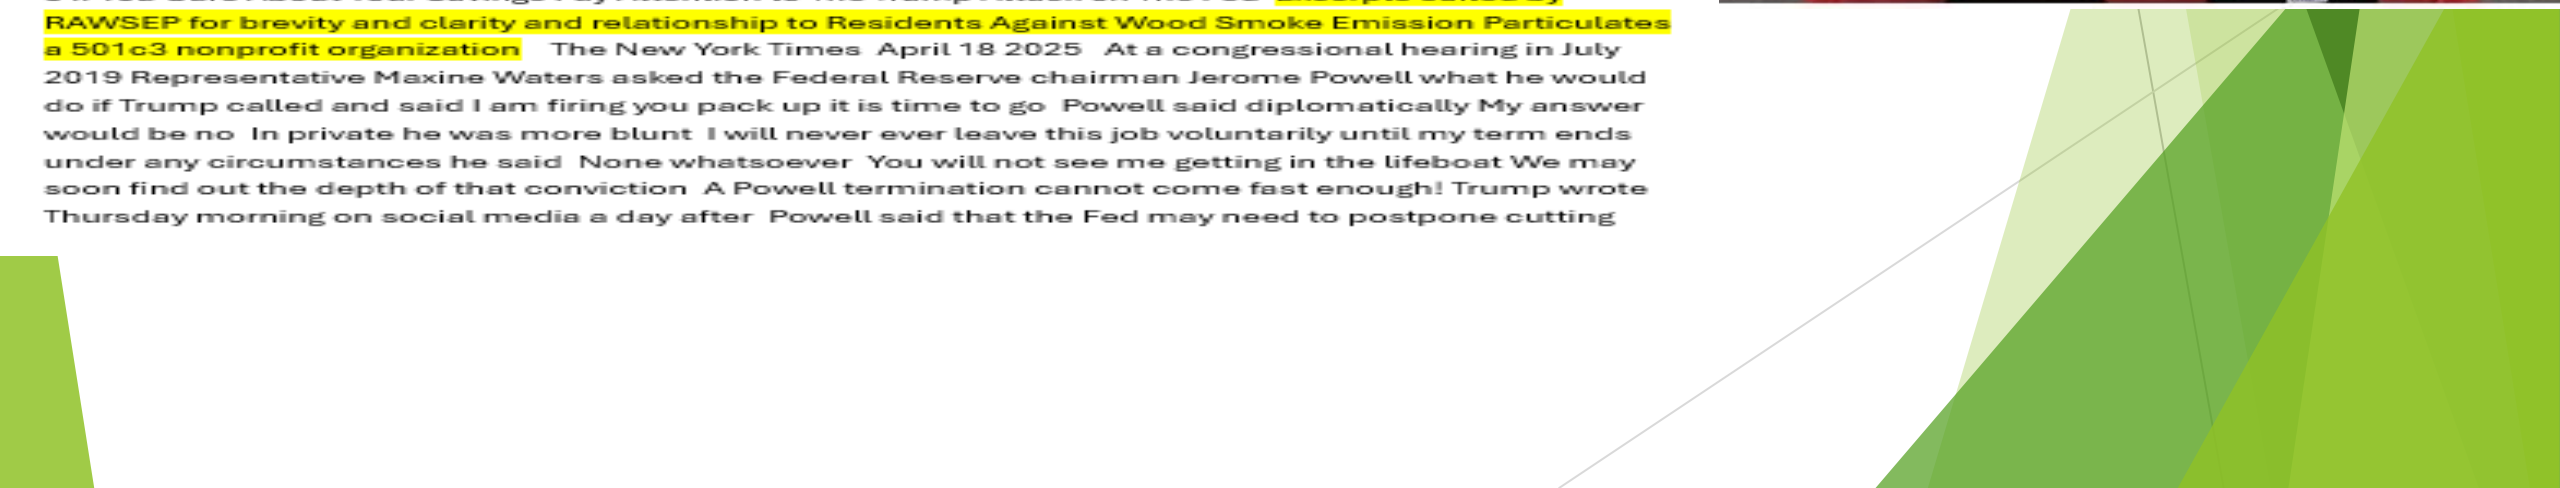 RAWSEP for brevity and clarity and relationship to Residents Against Wood Smoke Emission Particulates
a 501c3 nonprofit organization The New York Times April 18 2025 At a congressional hearing in July
2019 Representative Maxine Waters asked the Federal Reserve chairman Jerome Powell what he would
do if Trump called and said I am firing you pack up it is time to go Powell said diplomatically My answer
would be no In private he was more blunt I will never ever leave this job voluntarily until my term ends
under any circumstances he said None whatsoever You will not see me getting in the lifeboat We may
soon find out the depth of that conviction A Powell termination cannot come fast enough! Trump wrote
Thursday morning on social media a day after Powell said that the Fed may need to postpone cutting